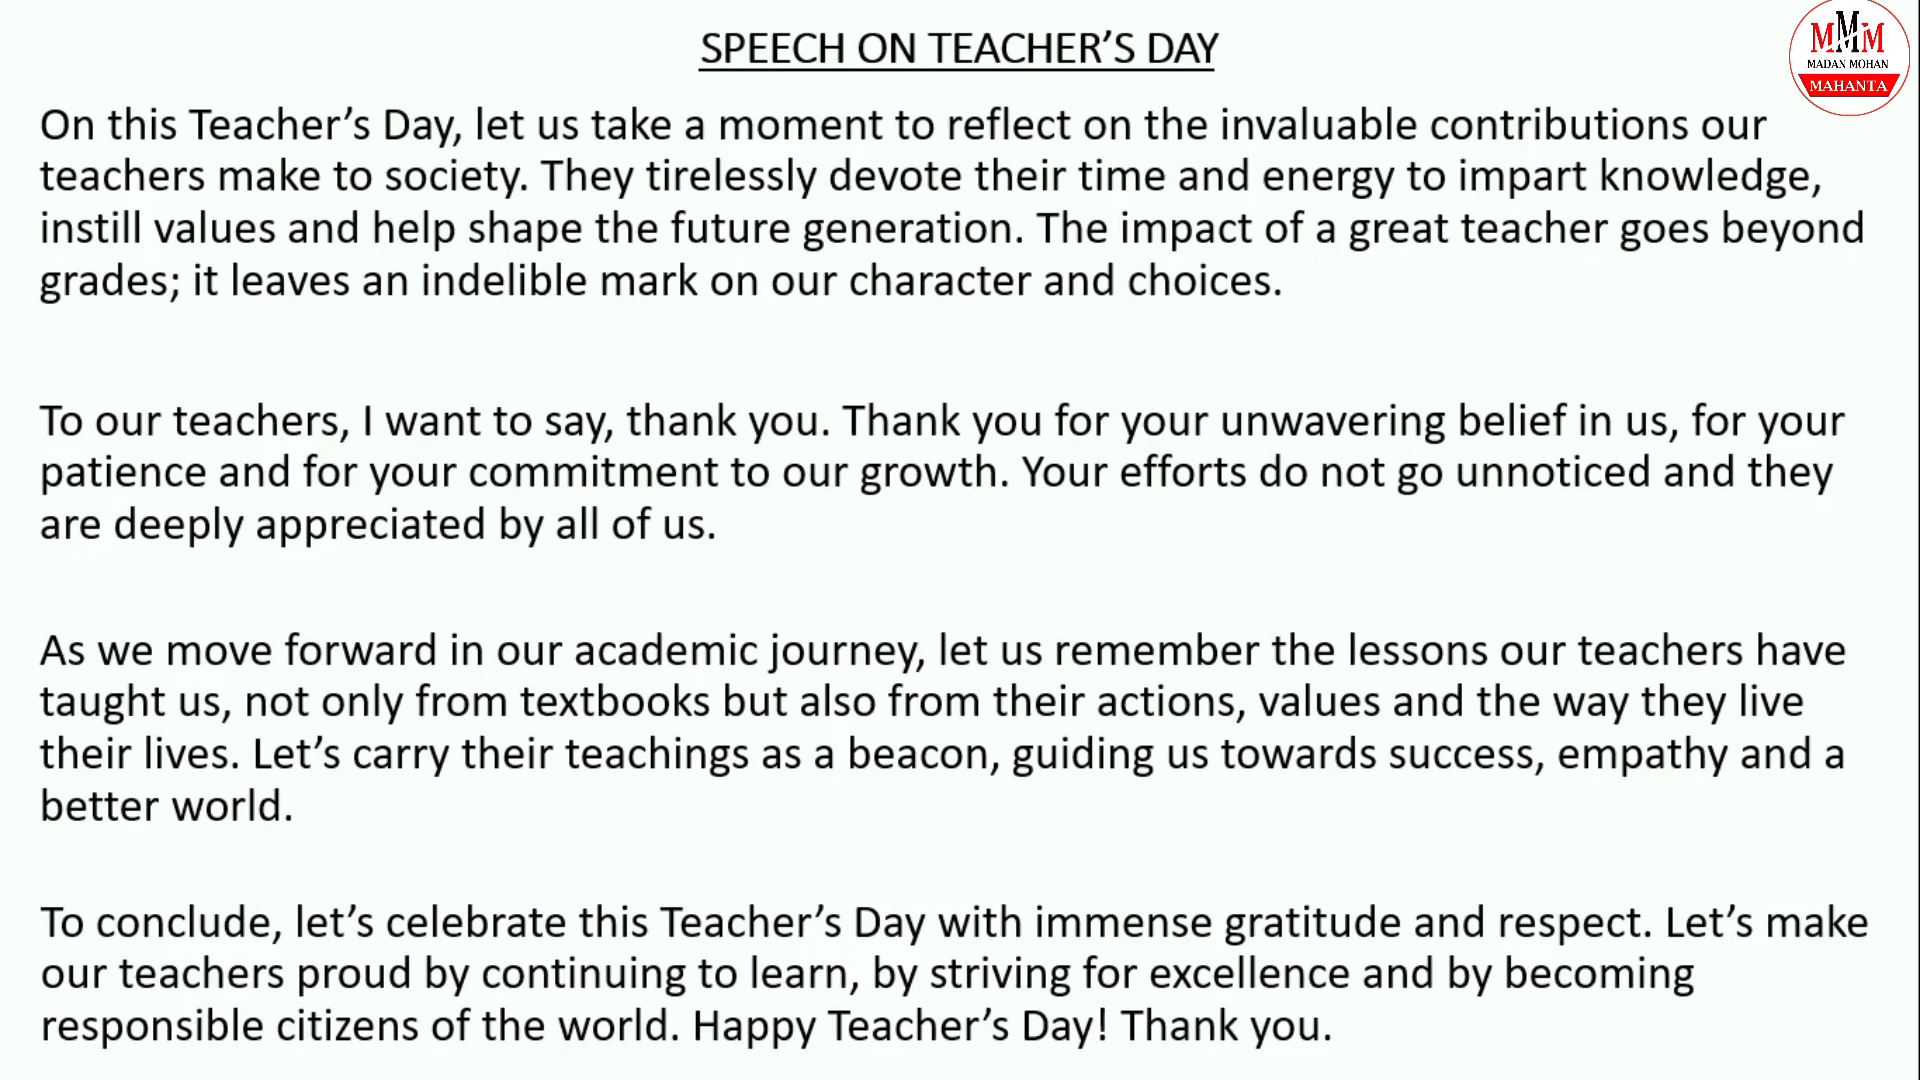 SPEECH ON TEACHER’S DAY
MMM
MADAN MOHAN
MAHANTA
On this Teacher’s Day, let us take a moment to reflect on the invaluable contributions our
teachers make to society. They tirelessly devote their time and energy to impart knowledge,
instill values and help shape the future generation. The impact of a great teacher goes beyond
grades; it leaves an indelible mark on our character and choices.
To our teachers, I want to say, thank you. Thank you for your unwavering belief in us, for your
patience and for your commitment to our growth. Your efforts do not go unnoticed and they
are deeply appreciated by all of us.
As we move forward in our academic journey, let us remember the lessons our teachers have
taught us, not only from textbooks but also from their actions, values and the way they live
their lives. Let’s carry their teachings as a beacon, guiding us towards success, empathy and a
better world.
To conclude, let’s celebrate this Teacher’s Day with immense gratitude and respect. Let’s make
our teachers proud by continuing to learn, by striving for excellence and by becoming
responsible citizens of the world. Happy Teacher’s Day! Thank you.